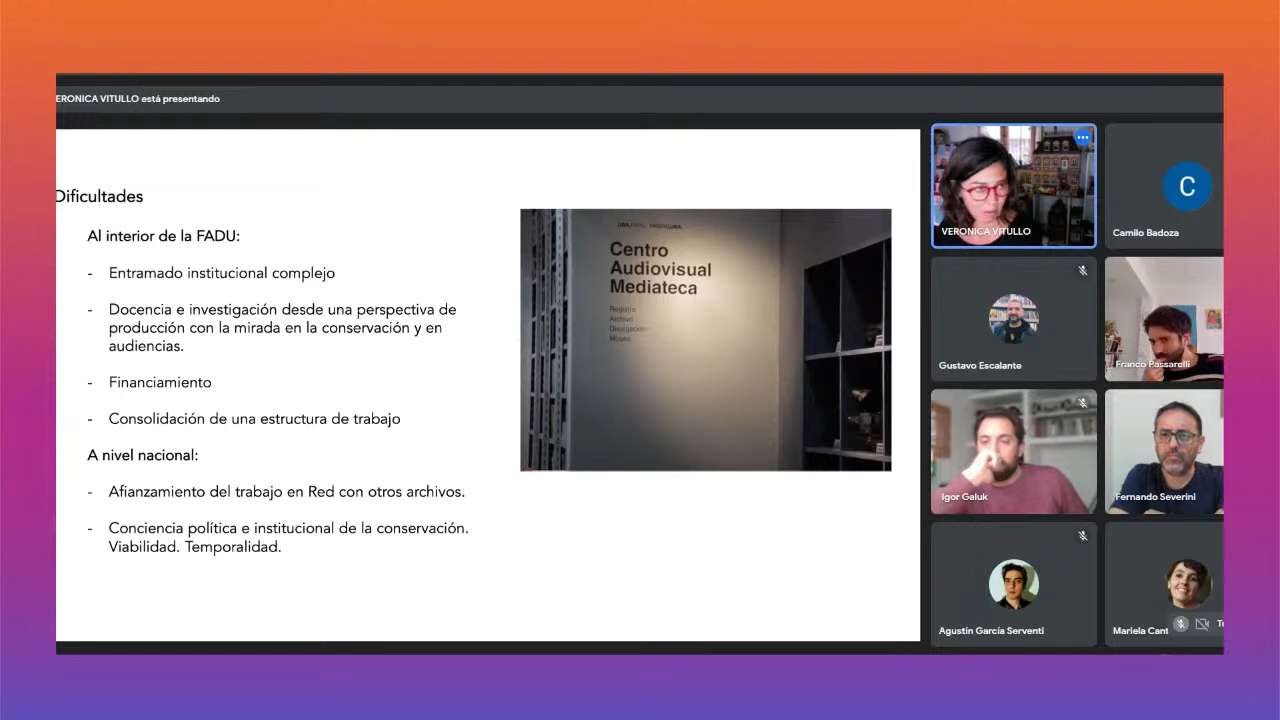 ERONICA VITULLO está presentando
Dificultades
Al interior de la FADU:
- Entramado institucional complejo
- Docencia e investigación desde una perspectiva de
producción con la mirada en la conservación y en
audiencias.
- Financiamiento
- Consolidación de una estructura de trabajo
A nivel nacional:
- Afianzamiento del trabajo en Red con otros archivos.
- Conciencia política e institucional de la conservación.
Viabilidad. Temporalidad.
Centro
Audiovisual
Mediateca
Registro
Archivo
Divulgación
Museo
VERONICA VITULLO
C
Camilo Badoza
Gustavo Escalante
Franco Passarelli
Igor Galuk
Fernando Severini
Agustín García Serventi
Mariela Cant